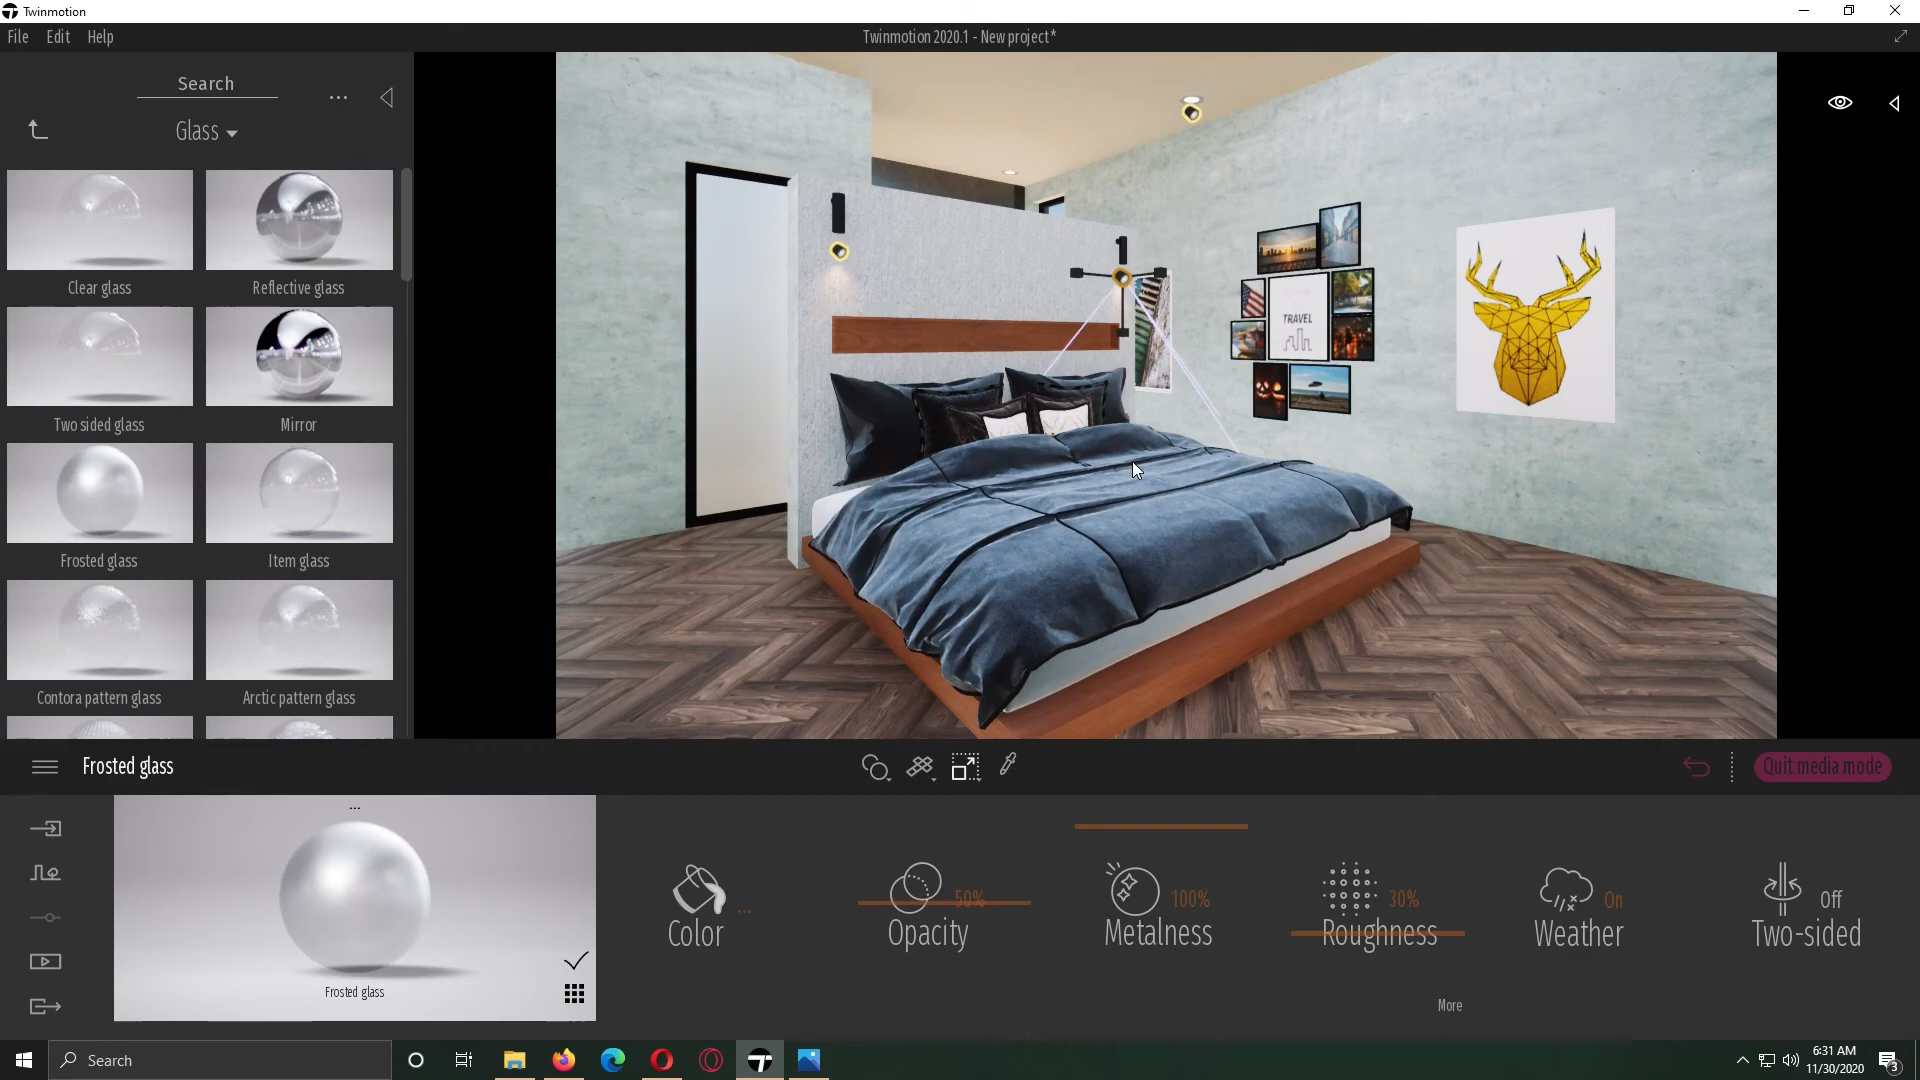 Twinmotion
File Edit Help
Twinmotion 2020.1 - New project*
Search
...
Glass
Clear glass
Reflective glass
Two sided glass
Mirror
Frosted glass
Item glass
Contora pattern glass
Arctic pattern glass
TRAVEL
Frosted glass
Quit media mode
...
Frosted glass
Color ...
Opacity 50%
Metalness 100%
Roughness 30%
Weather On
Two-sided Off
More
Search
6:31 AM
11/30/2020
3